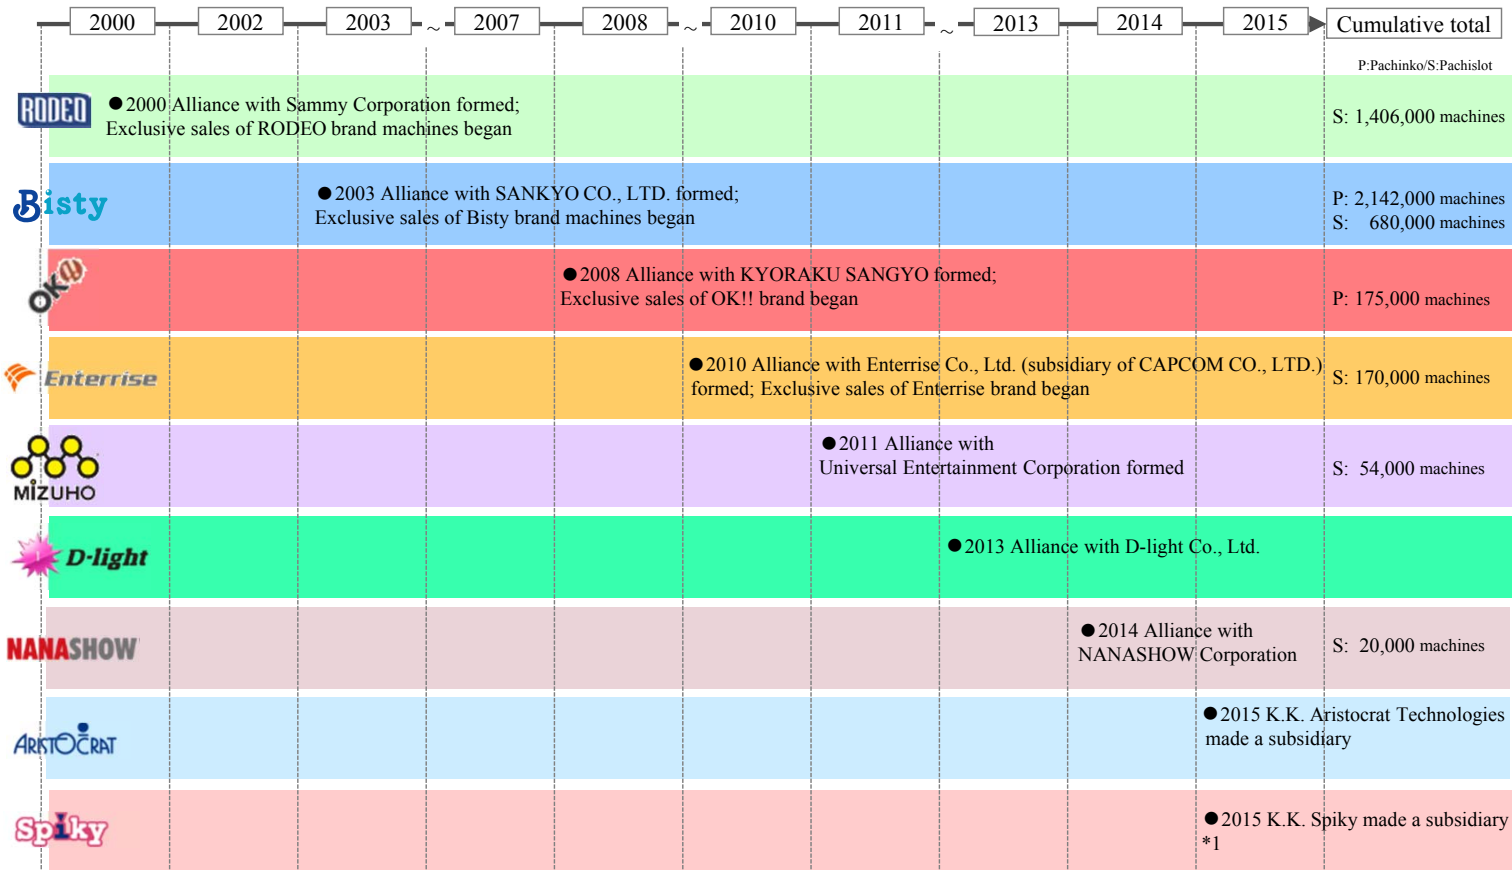 2000 2002 2003 ~ 2007 2008 ~ 2010 2011 ~ 2013 2014 2015 Cumulative total
P:Pachinko/S:Pachislot
RODEO
●2000 Alliance with Sammy Corporation formed;
Exclusive sales of RODEO brand machines began
S: 1,406,000 machines
Bisty
●2003 Alliance with SANKYO CO., LTD. formed;
Exclusive sales of Bisty brand machines began
P: 2,142,000 machines
S: 680,000 machines
OK!!
●2008 Alliance with KYORAKU SANGYO formed;
Exclusive sales of OK!! brand began
P: 175,000 machines
Enterrise
●2010 Alliance with Enterrise Co., Ltd. (subsidiary of CAPCOM CO., LTD.)
formed; Exclusive sales of Enterrise brand began
S: 170,000 machines
MIZUHO
●2011 Alliance with
Universal Entertainment Corporation formed
S: 54,000 machines
D-light
●2013 Alliance with D-light Co., Ltd.
NANASHOW
●2014 Alliance with
NANASHOW Corporation
S: 20,000 machines
ARISTOCRAT
●2015 K.K. Aristocrat Technologies
made a subsidiary
Spiky
●2015 K.K. Spiky made a subsidiary
*1